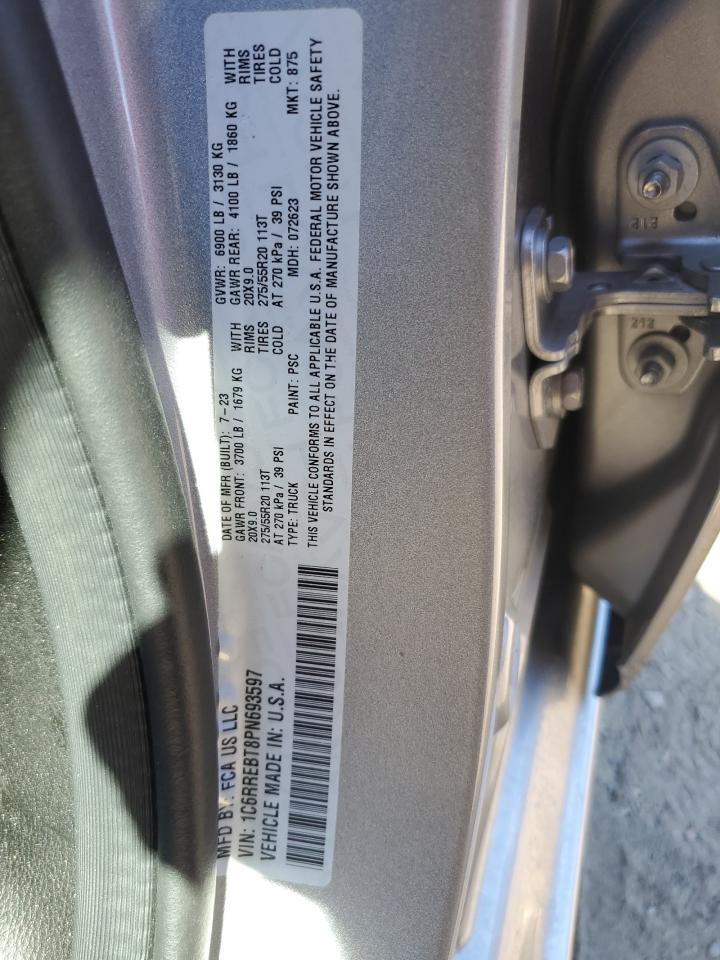 MFD BY: FCA US LLC
DATE OF MFR (BUILT): 7-23
GVWR: 6900 LB / 3130 KG
GAWR FRONT: 3700 LB / 1679 KG WITH
GAWR REAR: 4100 LB / 1860 KG WITH
20X9.0 RIMS
20X9.0 RIMS
275/55R20 113T TIRES
275/55R20 113T TIRES
AT 270 kPa / 39 PSI COLD
AT 270 kPa / 39 PSI COLD
VIN: 1C6RREBT8PN693597
TYPE: TRUCK
PAINT: PSC
MDH: 072623
MKT: 875
VEHICLE MADE IN: U.S.A.
THIS VEHICLE CONFORMS TO ALL APPLICABLE U.S.A. FEDERAL MOTOR VEHICLE SAFETY
STANDARDS IN EFFECT ON THE DATE OF MANUFACTURE SHOWN ABOVE.
212